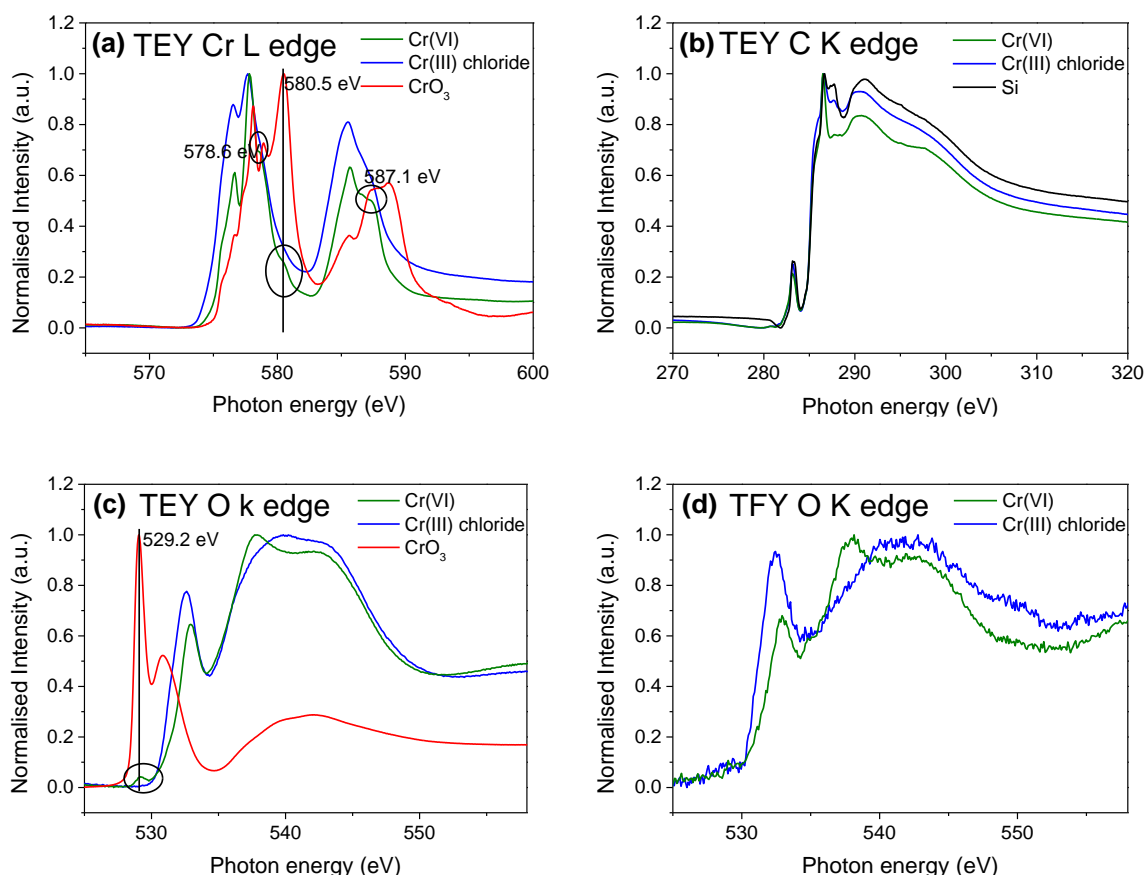 (a) TEY Cr L edge
Cr(VI)
Cr(III) chloride
CrO₃
580.5 eV
578.6 eV
587.1 eV
Normalised Intensity (a.u.)
1.2
1.0
0.8
0.6
0.4
0.2
0.0
570 580 590 600
Photon energy (eV)
(b) TEY C K edge
Cr(VI)
Cr(III) chloride
Si
Normalised Intensity (a.u.)
1.2
1.0
0.8
0.6
0.4
0.2
0.0
270 280 290 300 310 320
Photon energy (eV)
(c) TEY O k edge
Cr(VI)
Cr(III) chloride
CrO₃
529.2 eV
Normalised Intensity (a.u.)
1.2
1.0
0.8
0.6
0.4
0.2
0.0
530 540 550
Photon energy (eV)
(d) TFY O K edge
Cr(VI)
Cr(III) chloride
Normalised Intensity (a.u.)
1.2
1.0
0.8
0.6
0.4
0.2
0.0
530 540 550
Photon energy (eV)